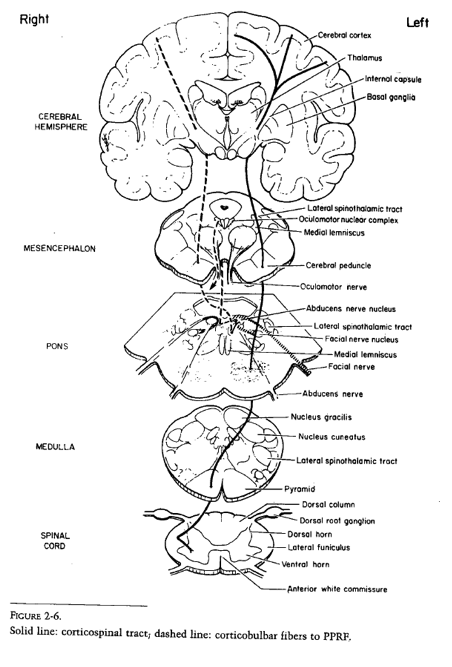 Right
Left
Cerebral cortex
Thalamus
Internal capsule
Basal ganglia
CEREBRAL
HEMISPHERE
Lateral spinothalamic tract
Oculomotor nuclear complex
Medial lemniscus
MESENCEPHALON
Cerebral peduncle
Oculomotor nerve
Abducens nerve nucleus
Lateral spinothalamic tract
Facial nerve nucleus
PONS
Medial lemniscus
Facial nerve
Abducens nerve
Nucleus gracilis
Nucleus cuneatus
MEDULLA
Lateral spinothalamic tract
Pyramid
Dorsal column
Dorsal root ganglion
Dorsal horn
SPINAL
CORD
Lateral funiculus
Ventral horn
Anterior white commissure
FIGURE 2-6.
Solid line: corticospinal tract; dashed line: corticobulbar fibers to PPRF.